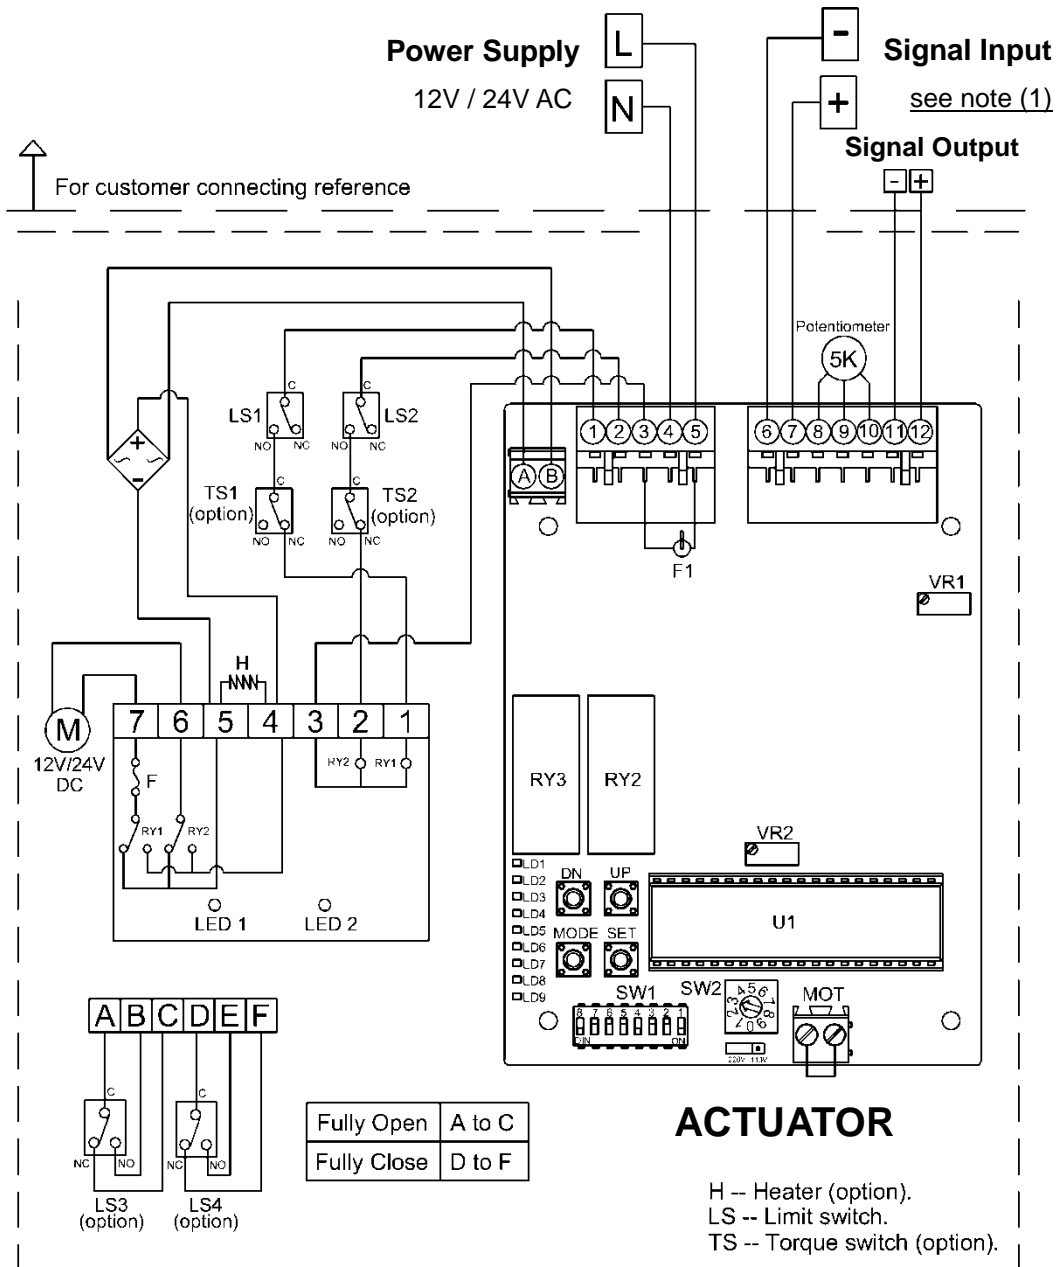 Power Supply
12V / 24V AC
L
N
-
+
Signal Input
see note (1)
Signal Output
- +
For customer connecting reference
Potentiometer
5K
C
C
LS1
LS2
NO NC
NO NC
C
C
TS1
(option)
TS2
(option)
NO NC
NO NC
+
-
1 2 3 4 5
6 7 8 9 10 11 12
A B
F1
VR1
H
7 6 5 4 3 2 1
M
12V/24V
DC
F
RY2 RY1
RY1 RY2
LED 1
LED 2
RY3
RY2
VR2
LD1
LD2
LD3
LD4
LD5
LD6
LD7
LD8
LD9
DN UP
MODE SET
U1
SW1
8 7 6 5 4 3 2 1
ON
SW2
MOT
A B C D E F
C
C
NC NO
NC NO
LS3
(option)
LS4
(option)
Fully Open A to C
Fully Close D to F
ACTUATOR
H -- Heater (option).
LS -- Limit switch.
TS -- Torque switch (option).